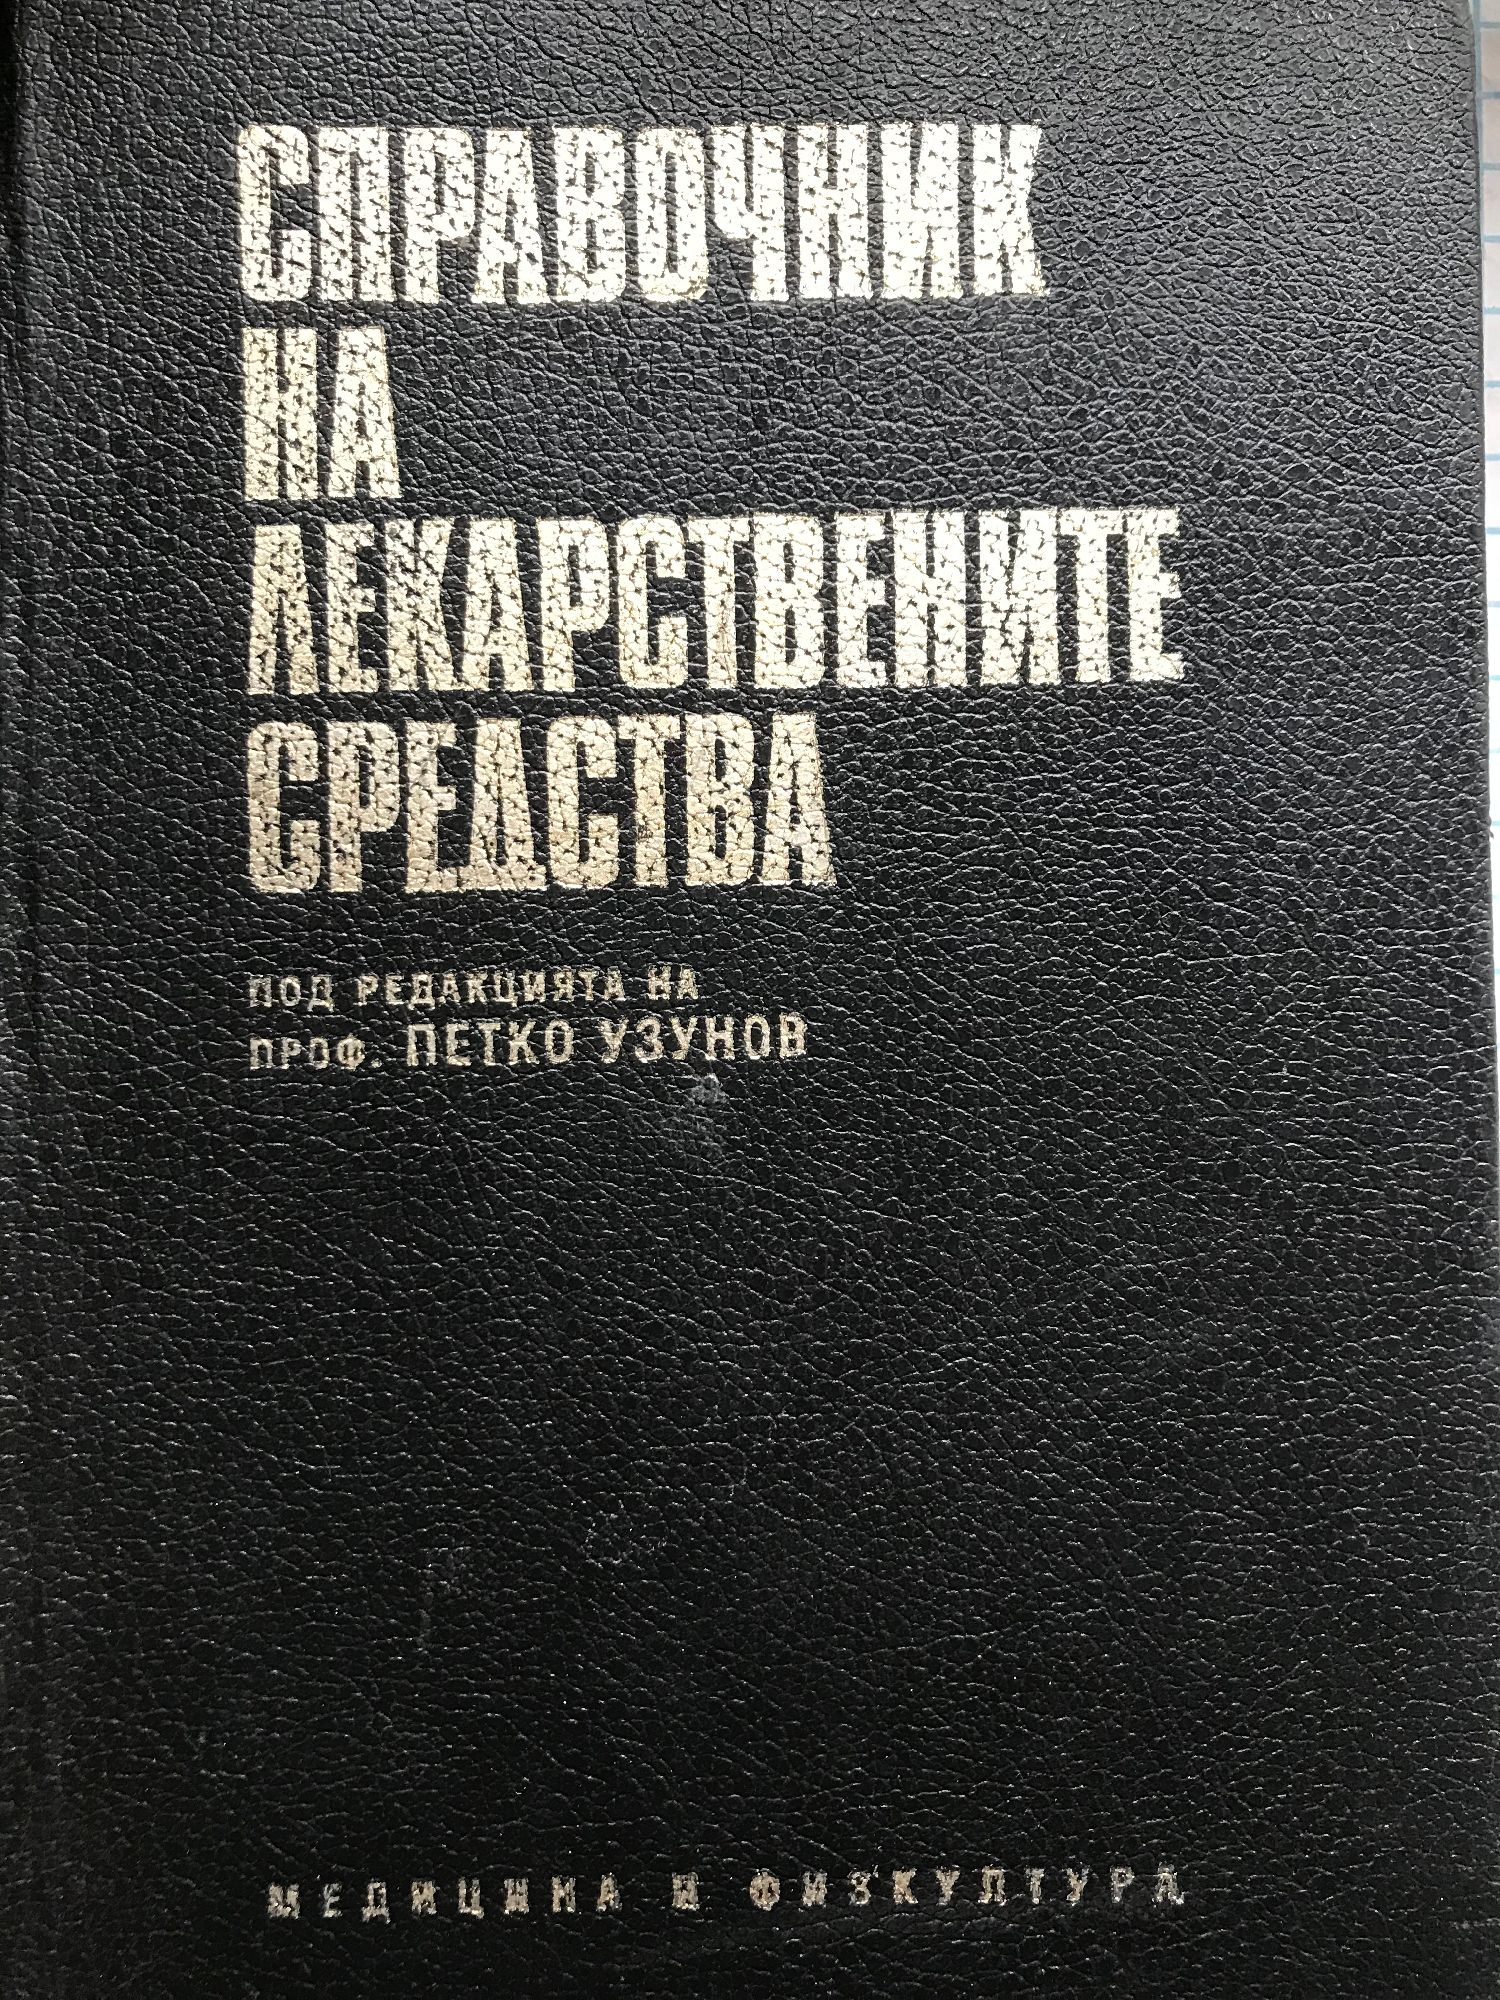 СПРАВОЧНИК
НА
ЛЕКАРСТВЕНИТЕ
СРЕДСТВА
ПОД РЕДАКЦИЯТА НА
ПРОФ. ПЕТКО УЗУНОВ
МЕДИЦИНА И ФИЗКУЛТУРА